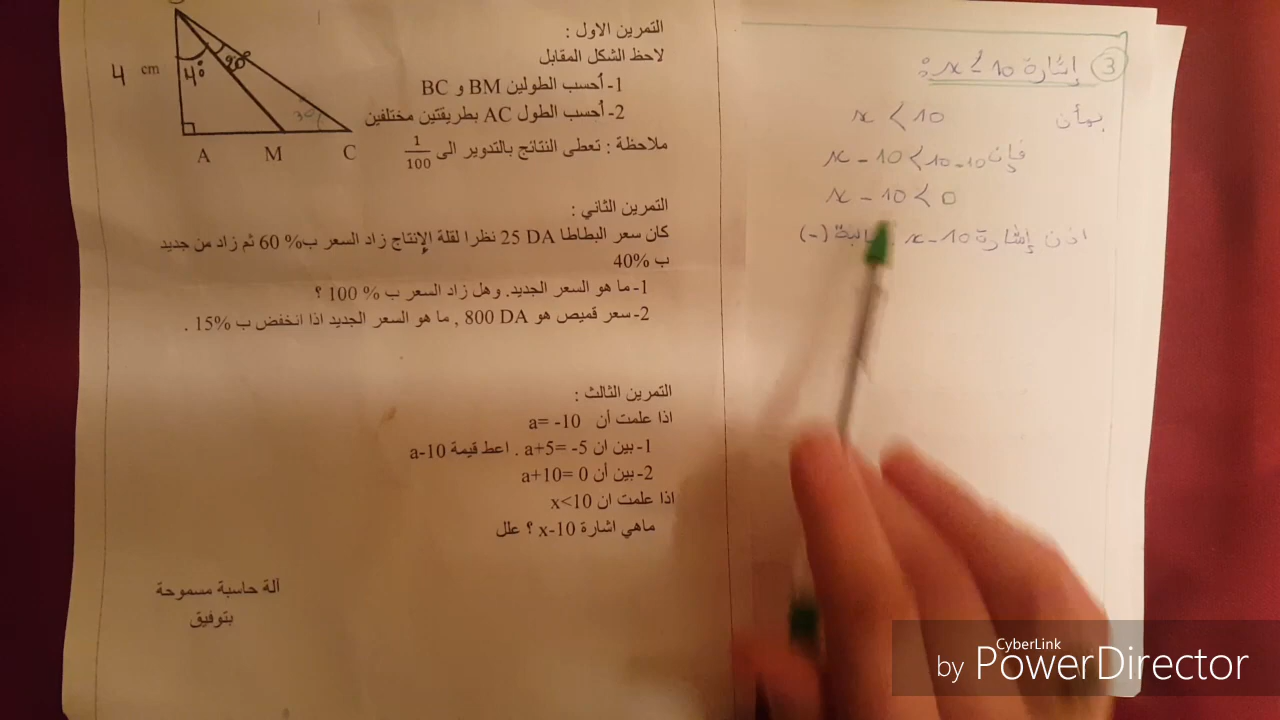 التمرين الاول :
لاحظ الشكل المقابل
1- أحسب الطولين BM و BC
2- أحسب الطول AC بطريقتين مختلفين
ملاحظة : تعطى النتائج بالتدوير الى 1/100
4 cm
4°
30°
A M C
التمرين الثاني :
كان سعر البطاطا 25 DA نظرا لقلة الإنتاج زاد السعر ب 60 % ثم زاد من جديد
ب 40%
1- ما هو السعر الجديد. وهل زاد السعر ب 100 % ؟
2- سعر قميص هو 800 DA , ما هو السعر الجديد اذا انخفض ب 15% .
التمرين الثالث :
اذا علمت أن a= -10
1- بين ان a+5= -5 . اعط قيمة a-10
2- بين أن a+10= 0
اذا علمت ان x<10
ماهي اشارة x-10 ؟ علل
آلة حاسبة مسموحة
بتوفيق
3 إشارة x - 10 :
بمأن x < 10
فإن x - 10 < 10 - 10
x - 10 < 0
اذن إشارة x - 10 (-)
CyberLink
by PowerDirector